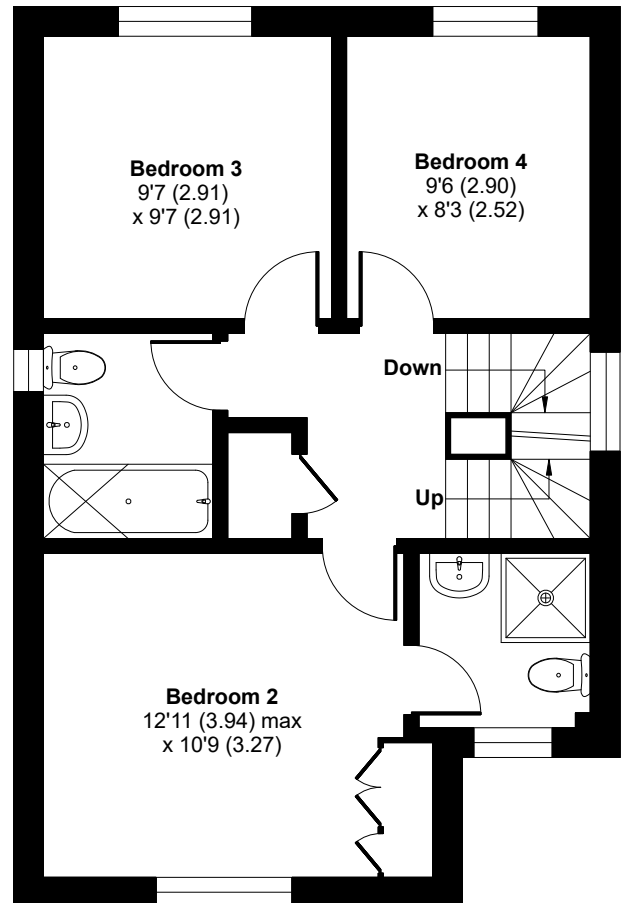 Bedroom 3
9'7 (2.91)
x 9'7 (2.91)
Bedroom 4
9'6 (2.90)
x 8'3 (2.52)
Down
Up
Bedroom 2
12'11 (3.94) max
x 10'9 (3.27)